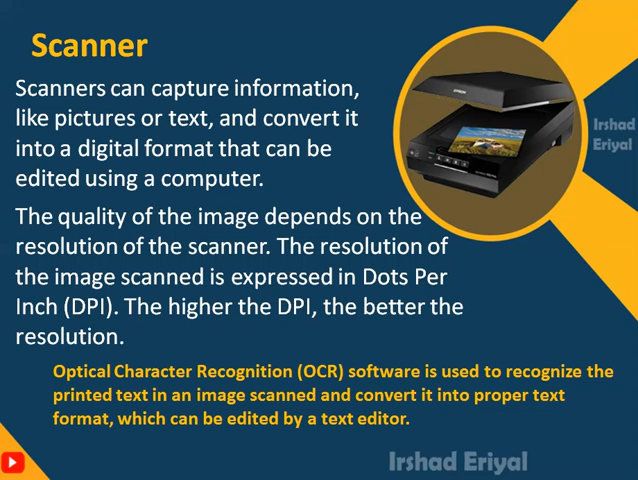 Scanner
Scanners can capture information,
like pictures or text, and convert it
into a digital format that can be
edited using a computer.
The quality of the image depends on the
resolution of the scanner. The resolution of
the image scanned is expressed in Dots Per
Inch (DPI). The higher the DPI, the better the
resolution.
Optical Character Recognition (OCR) software is used to recognize the
printed text in an image scanned and convert it into proper text
format, which can be edited by a text editor.
EPSON
Irshad
Eriyal
Irshad Eriyal